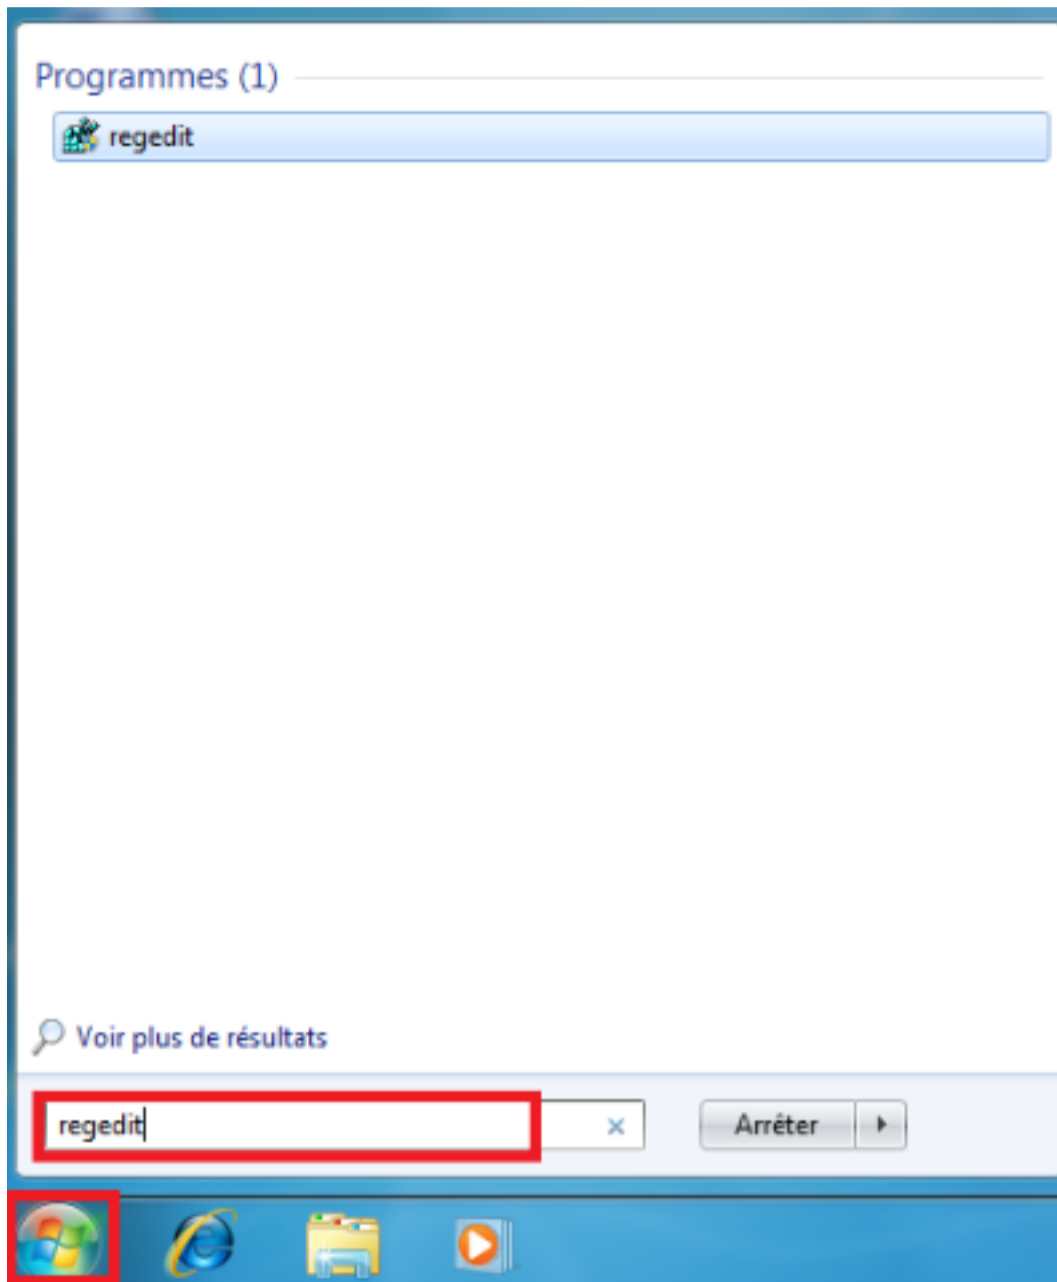 Programmes (1)
regedit
Voir plus de résultats
regedit
Arrêter